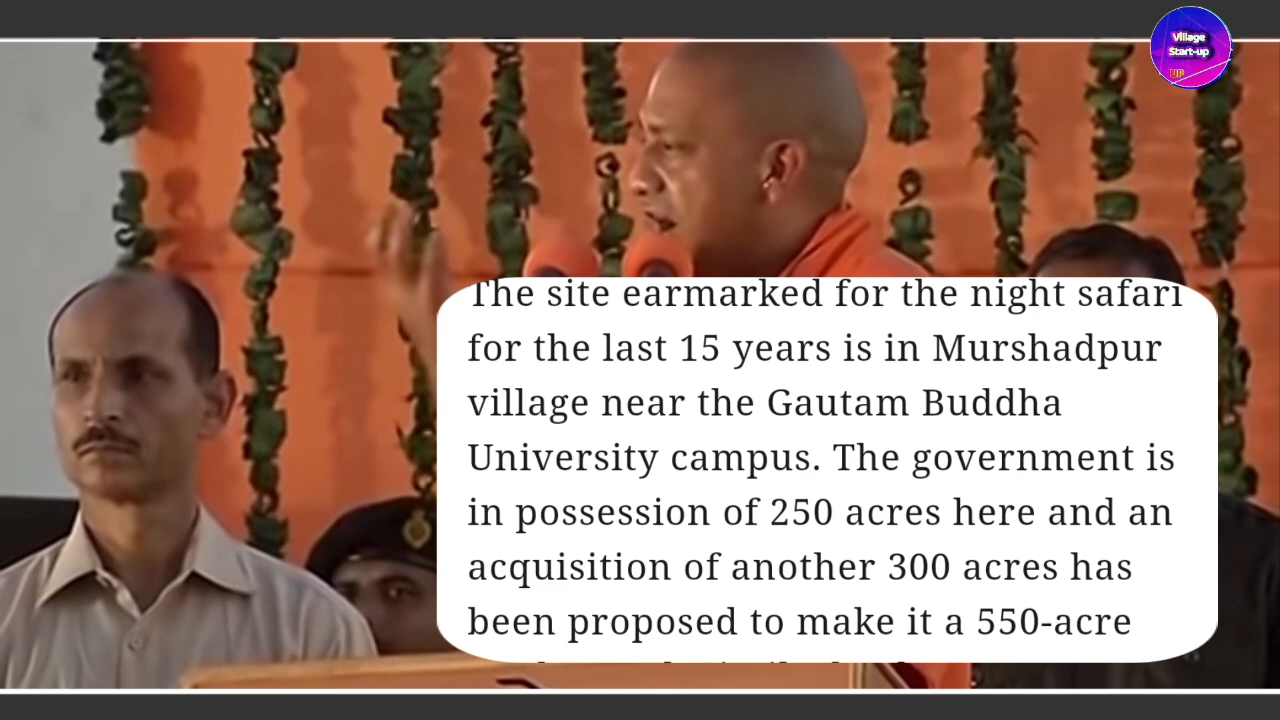 Village
Start-up
UP
The site earmarked for the night safari
for the last 15 years is in Murshadpur
village near the Gautam Buddha
University campus. The government is
in possession of 250 acres here and an
acquisition of another 300 acres has
been proposed to make it a 550-acre